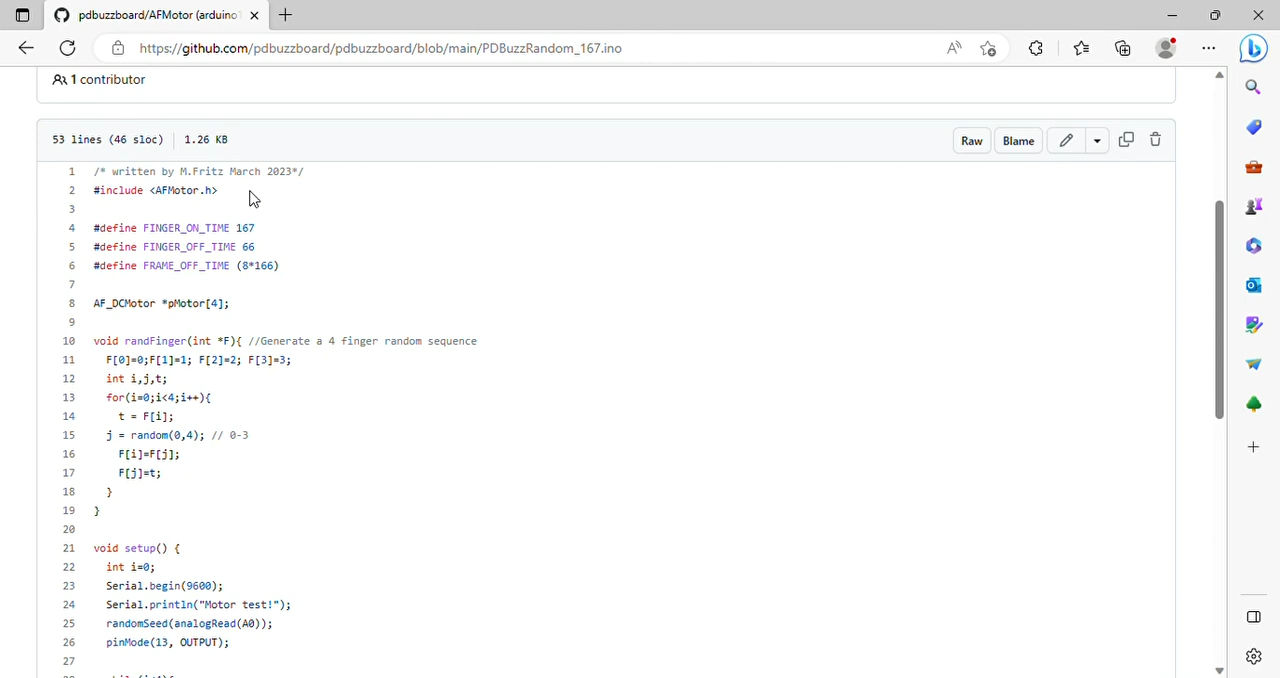 pdbuzzboard/AFMotor (arduino
https://github.com/pdbuzzboard/pdbuzzboard/blob/main/PDBuzzRandom_167.ino
1 contributor
53 lines (46 sloc) 1.26 KB
Raw Blame
1 /* written by M.Fritz March 2023*/
2 #include <AFMotor.h>
3
4 #define FINGER_ON_TIME 167
5 #define FINGER_OFF_TIME 66
6 #define FRAME_OFF_TIME (8*166)
7
8 AF_DCMotor *pMotor[4];
9
10 void randFinger(int *F){ //Generate a 4 finger random sequence
11 F[0]=0;F[1]=1; F[2]=2; F[3]=3;
12 int i,j,t;
13 for(i=0;i<4;i++){
14 t = F[i];
15 j = random(0,4); // 0-3
16 F[i]=F[j];
17 F[j]=t;
18 }
19 }
20
21 void setup() {
22 int i=0;
23 Serial.begin(9600);
24 Serial.println("Motor test!");
25 randomSeed(analogRead(A0));
26 pinMode(13, OUTPUT);
27